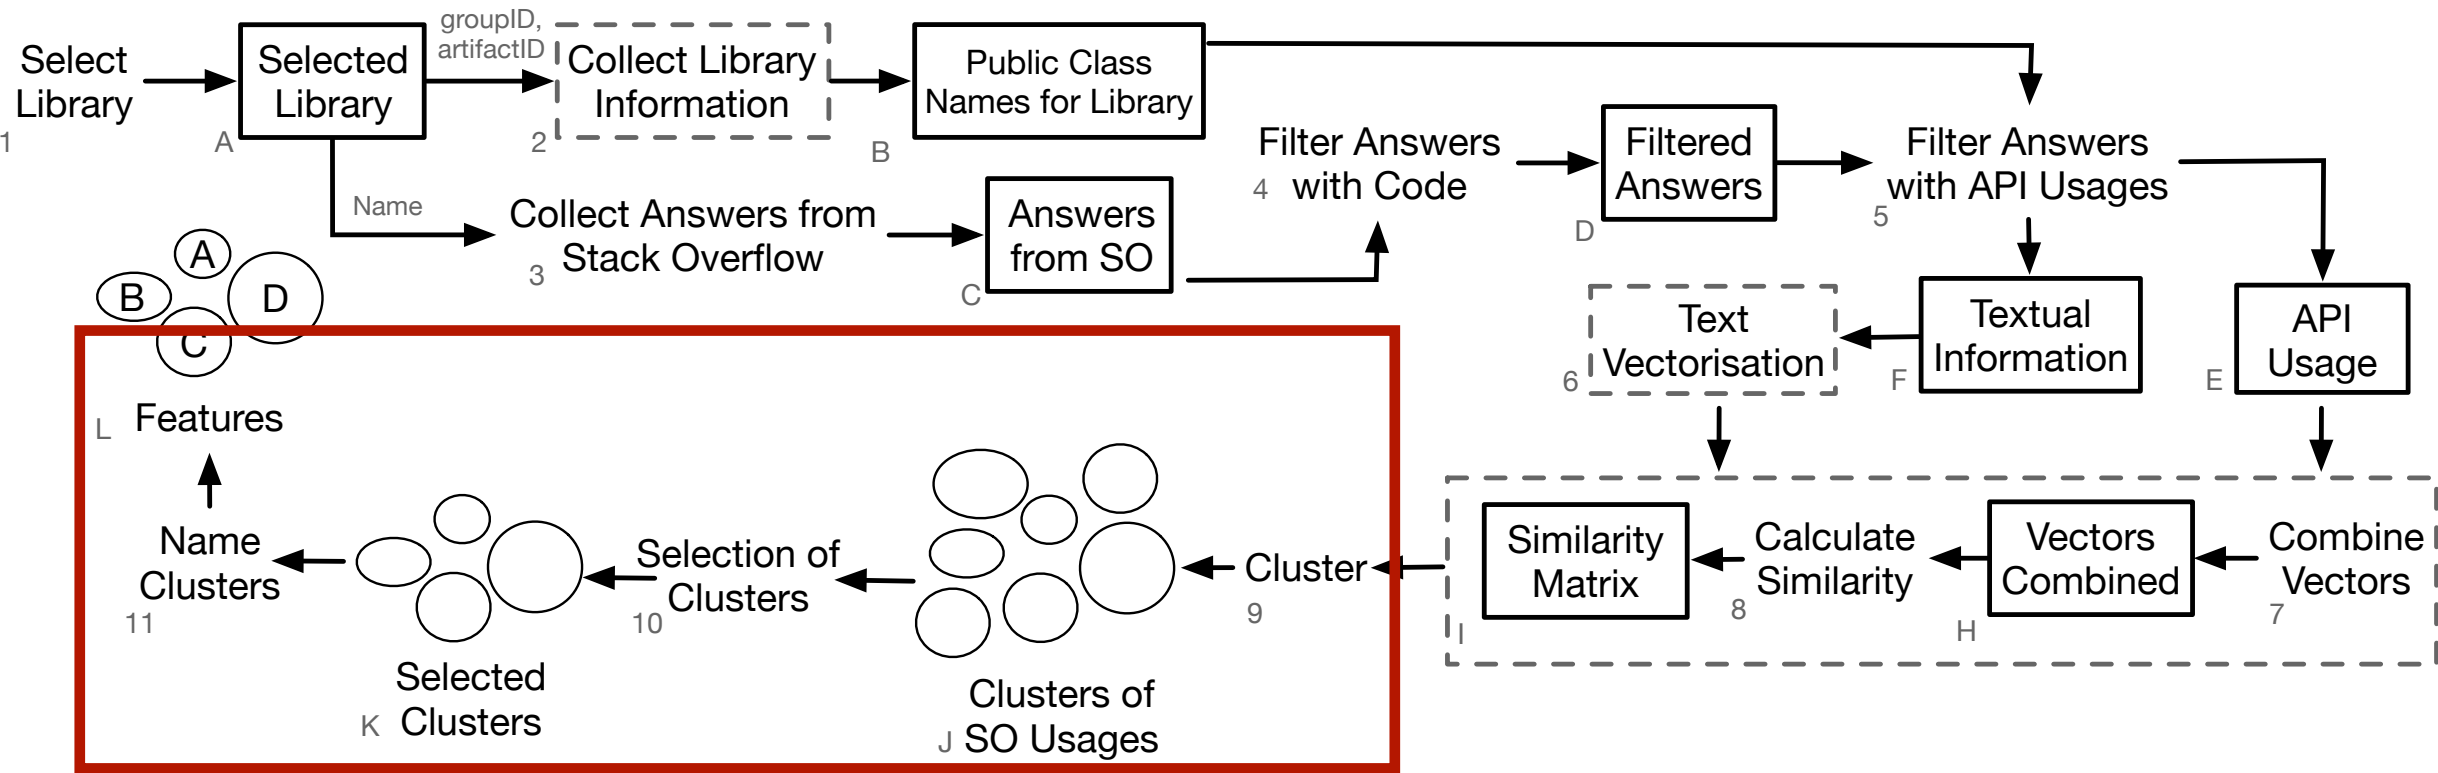 Select
Library
1
Selected
Library
A
groupID,
artifactID
Collect Library
Information
2
Public Class
Names for Library
B
Name
Collect Answers from
Stack Overflow
3
Answers
from SO
C
Filter Answers
with Code
4
Filtered
Answers
D
Filter Answers
with API Usages
5
API
Usage
E
Textual
Information
F
Text
Vectorisation
6
Combine
Vectors
7
Vectors
Combined
H
Calculate
Similarity
8
Similarity
Matrix
I
Cluster
9
Clusters of
SO Usages
J
Selection of
Clusters
10
Selected
Clusters
K
Name
Clusters
11
Features
L
A
B
D
C